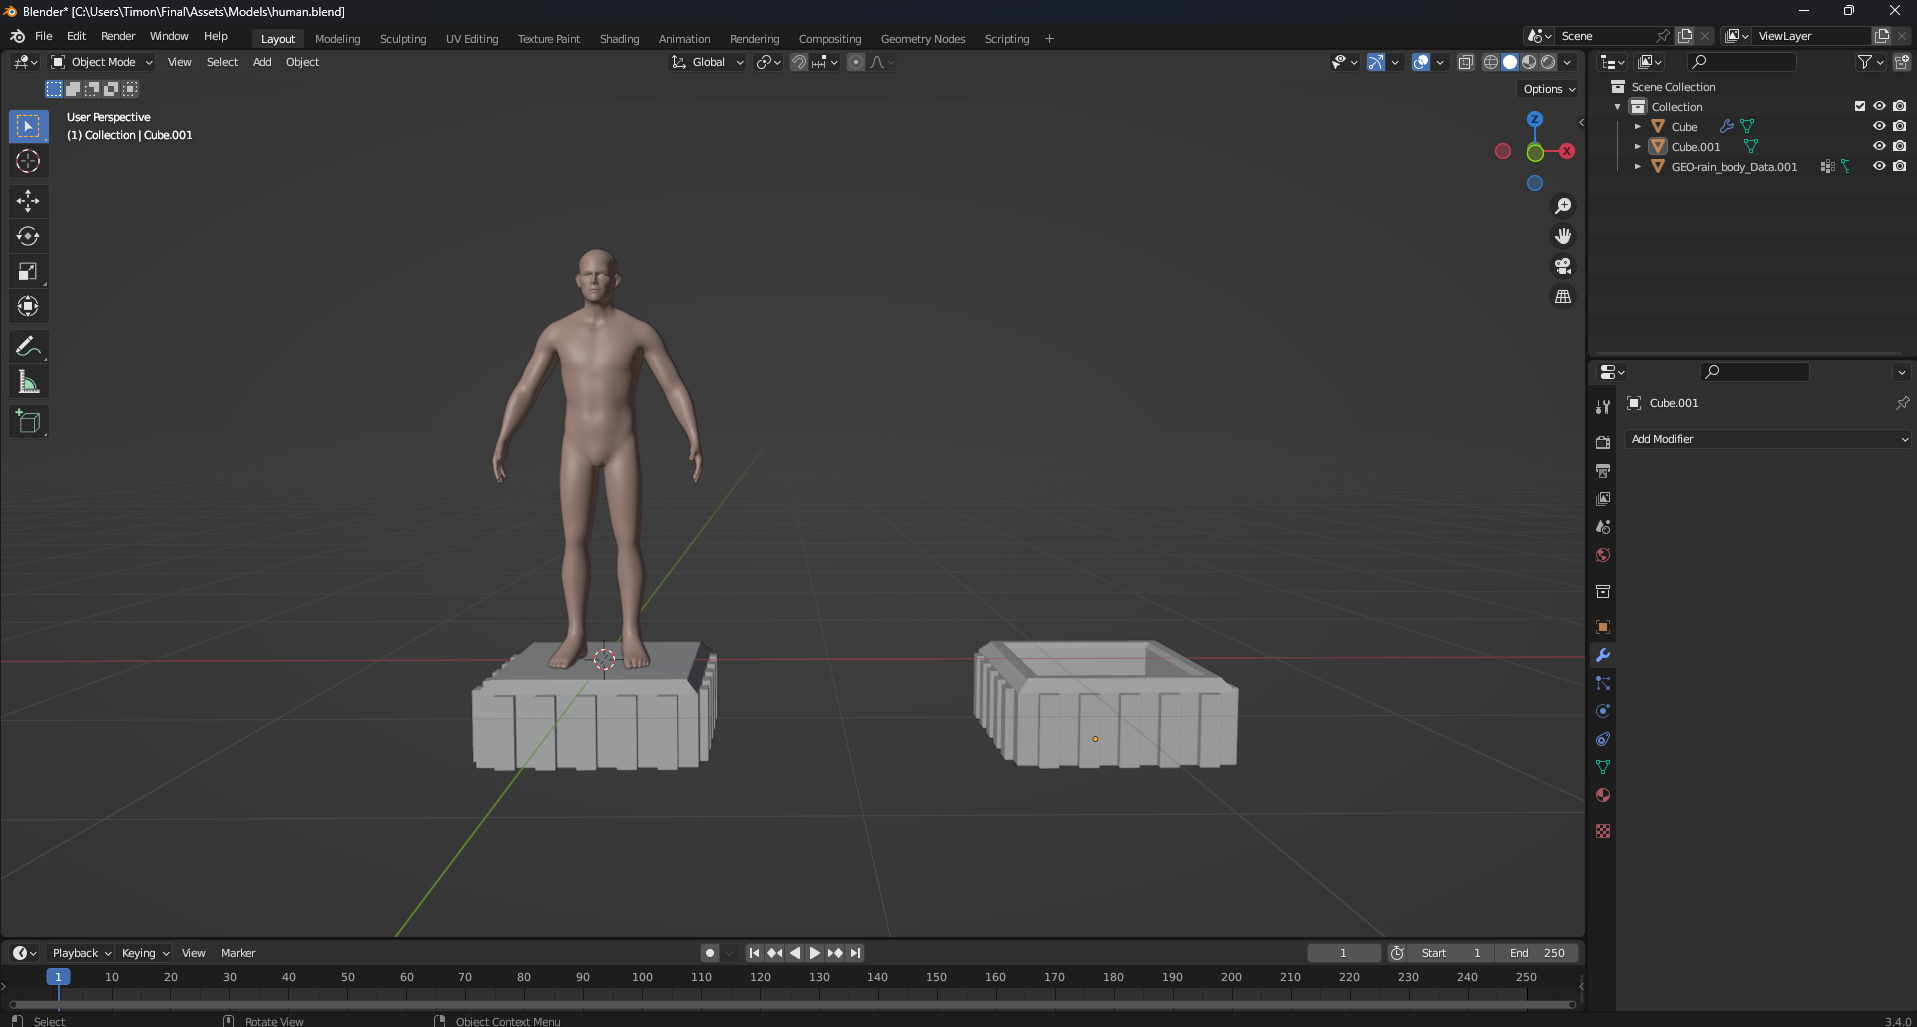 Blender* [C:\Users\Timon\Final\Assets\Models\human.blend]
File Edit Render Window Help Layout Modeling Sculpting UV Editing Texture Paint Shading Animation Rendering Compositing Geometry Nodes Scripting + Scene ViewLayer
Object Mode View Select Add Object Global
Options
User Perspective
(1) Collection | Cube.001
Z
X
Scene Collection
Collection
Cube
Cube.001
GEO-rain_body_Data.001
Cube.001
Add Modifier
Playback Keying View Marker 1 Start 1 End 250
1 10 20 30 40 50 60 70 80 90 100 110 120 130 140 150 160 170 180 190 200 210 220 230 240 250
Select Rotate View Object Context Menu 3.4.0